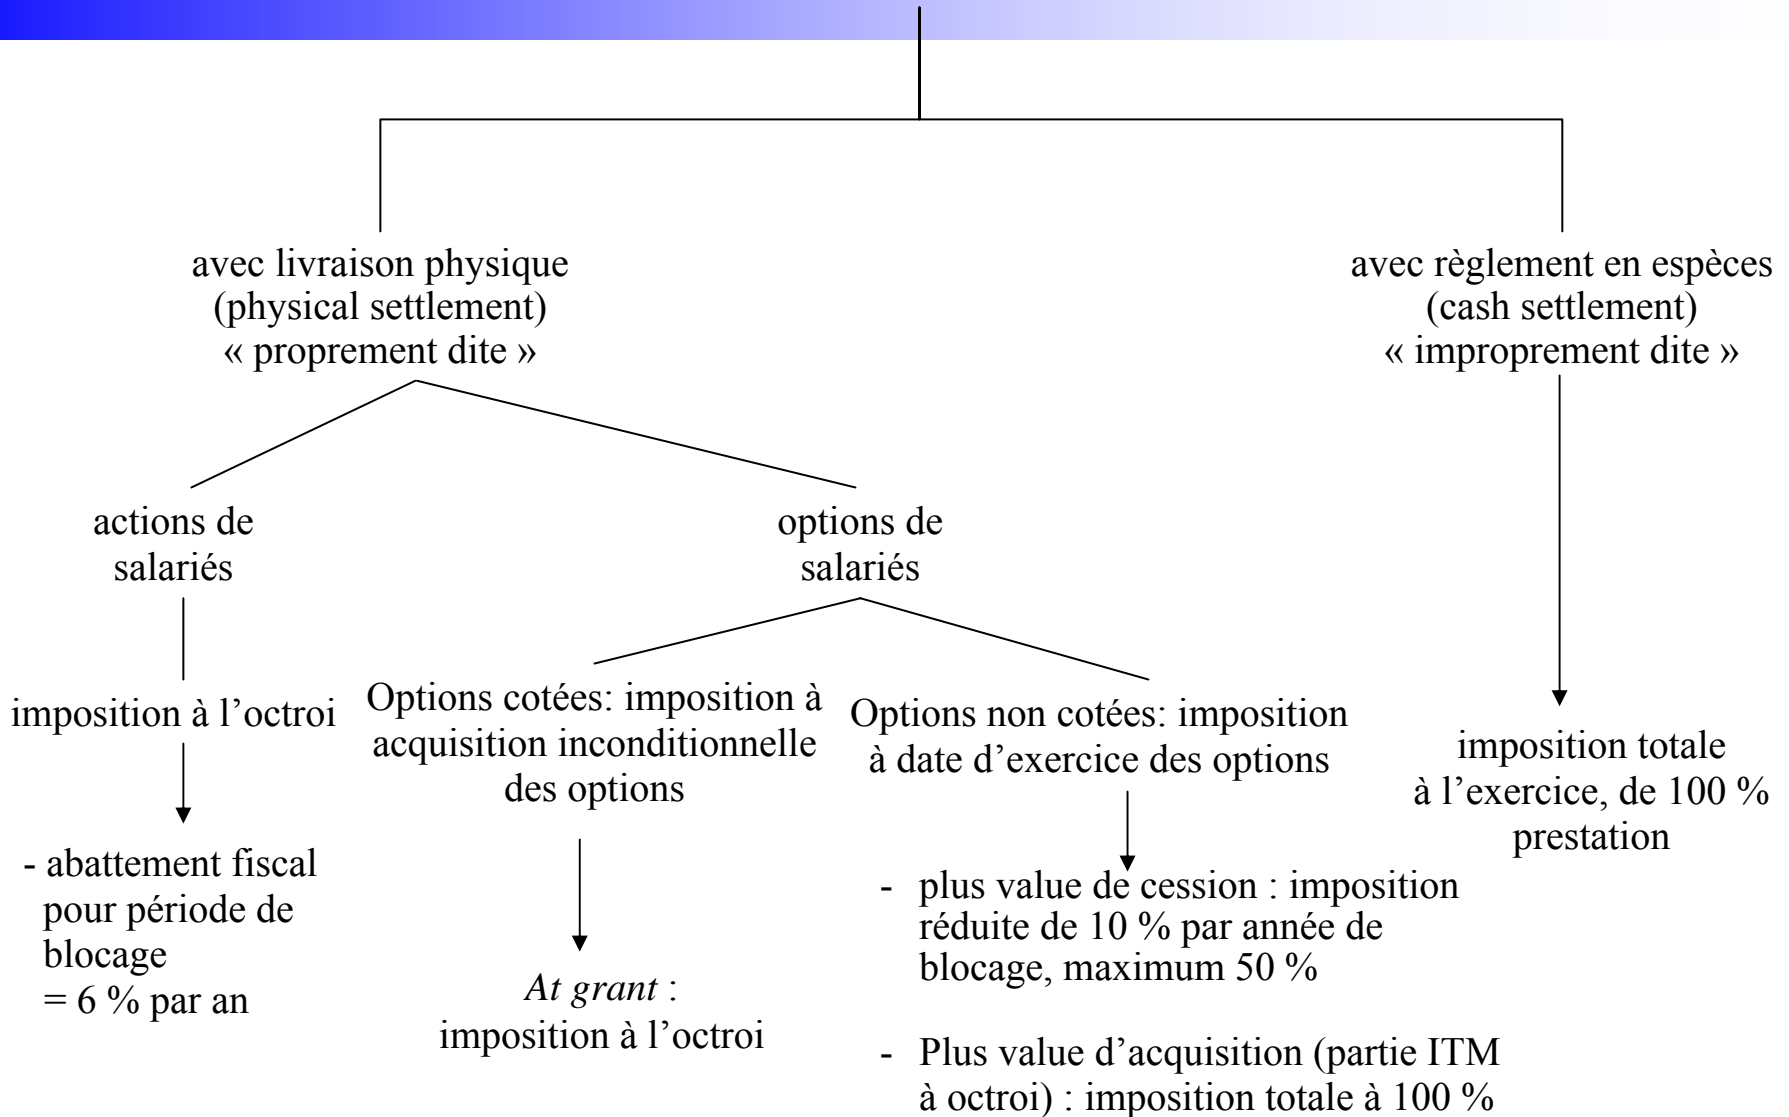 avec livraison physique
(physical settlement)
« proprement dite »
avec règlement en espèces
(cash settlement)
« improprement dite »
actions de
salariés
options de
salariés
imposition à l’octroi
Options cotées: imposition à
acquisition inconditionnelle
des options
Options non cotées: imposition
à date d’exercice des options
imposition totale
à l’exercice, de 100 %
prestation
- abattement fiscal
pour période de
blocage
= 6 % par an
At grant :
imposition à l’octroi
- plus value de cession : imposition
réduite de 10 % par année de
blocage, maximum 50 %
- Plus value d’acquisition (partie ITM
à octroi) : imposition totale à 100 %